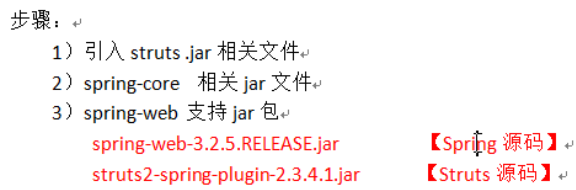 步骤：
1）引入 struts .jar 相关文件
2）spring-core 相关 jar 文件
3）spring-web 支持 jar 包
spring-web-3.2.5.RELEASE.jar 【Spring 源码】
struts2-spring-plugin-2.3.4.1.jar 【Struts 源码】